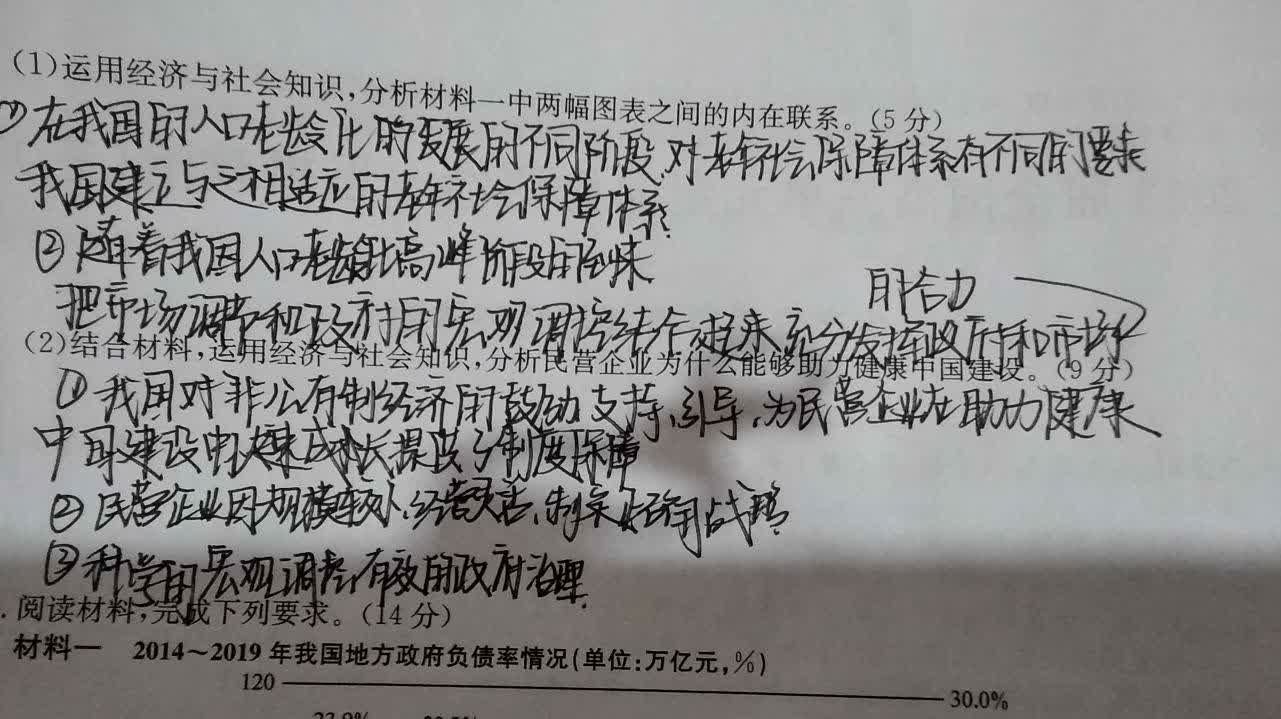 (1)运用经济与社会知识,分析材料一中两幅图表之间的内在联系。(5分)
①在我国的人口老龄化的发展的不同阶段,对老年社会保障体系有不同的要求
我国建立与之相适应的老年社会保障体系.
②随着我国人口老龄化高峰阶段的到来
的合力
把市场调节和政府的宏观调控结合起来充分发挥政府和市场
(2)结合材料,运用经济与社会知识,分析民营企业为什么能够助力健康中国建设。(9分)
①我国对非公有制经济的鼓励、支持、引导,为民营企业在助力健康
中国建设中快速成长提供了制度保障
②民营企业因规模较小、经营灵活、制定经营战略
③科学的宏观调控,有效的政府治理.
.阅读材料,完成下列要求。(14分)
材料一 2014~2019年我国地方政府负债率情况(单位:万亿元,%)
120
30.0%